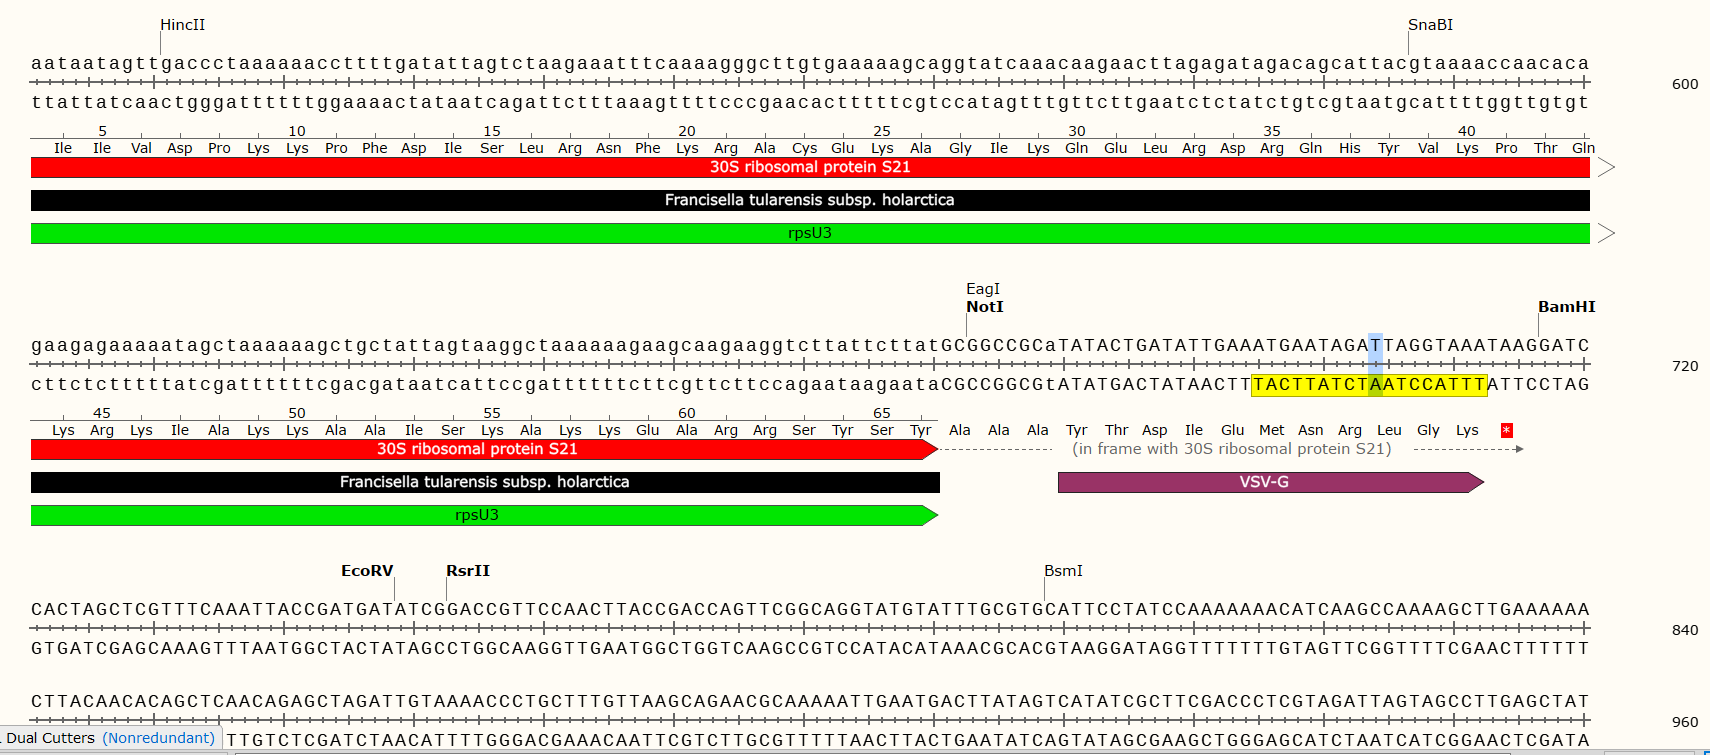 HincII SnaBI
aataatagttgaccctaaaaaaccttttgatattagtctaagaaatttcaaaagggcttgtgaaaaagcaggtatcaaacaagaacttagagatagacagcattacgtaaaaccaacaca
600
ttattatcaactgggattttttggaaaactataatcagattctttaaagttttcccgaacactttttcgtccatagtttgttcttgaatctctatctgtcgtaatgcattttggttgtgt
5 10 15 20 25 30 35 40
Ile Ile Val Asp Pro Lys Lys Pro Phe Asp Ile Ser Leu Arg Asn Phe Lys Arg Ala Cys Glu Lys Ala Gly Ile Lys Gln Glu Leu Arg Asp Arg Gln His Tyr Val Lys Pro Thr Gln
30S ribosomal protein S21
Francisella tularensis subsp. holarctica
rpsU3
EagI
NotI BamHI
gaagagaaaaatagctaaaaaagctgctattagtaaggctaaaaaagaagcaagaaggtcttattcttatGCGGCCGCaTATACTGATATTGAAATGAATAGATTAGGTAAATAAGGATC
720
cttctctttttatcgattttttcgacgataatcattccgattttttcttcgttcttccagaataagaataCGCCGGCGtATATGACTATAACTTTACTTATCTAATCCATTTATTCCTAG
45 50 55 60 65
Lys Arg Lys Ile Ala Lys Lys Ala Ala Ile Ser Lys Ala Lys Lys Glu Ala Arg Arg Ser Tyr Ser Tyr Ala Ala Ala Tyr Thr Asp Ile Glu Met Asn Arg Leu Gly Lys *
30S ribosomal protein S21 (in frame with 30S ribosomal protein S21)
Francisella tularensis subsp. holarctica VSV-G
rpsU3
EcoRV RsrII BsmI
CACTAGCTCGTTTCAAATTACCGATGATATCGGACCGTTCCAACTTACCGACCAGTTCGGCAGGTATGTATTTGCGTGCATTCCTATCCAAAAAAACATCAAGCCAAAAGCTTGAAAAAA
840
GTGATCGAGCAAAGTTTAATGGCTACTATAGCCTGGCAAGGTTGAATGGCTGGTCAAGCCGTCCATACATAAACGCACGTAAGGATAGGTTTTTTTGTAGTTCGGTTTTCGAACTTTTTT
CTTACAACACAGCTCAACAGAGCTAGATTGTAAAACCCTGCTTTGTTAAGCAGAACGCAAAAATTGAATGACTTATAGTCATATCGCTTCGACCCTCGTAGATTAGTAGCCTTGAGCTAT
960
Dual Cutters (Nonredundant) TTGTCTCGATCTAACATTTTGGGACGAAACAATTCGTCTTGCGTTTTTAACTTACTGAATATCAGTATAGCGAAGCTGGGAGCATCTAATCATCGGAACTCGATA